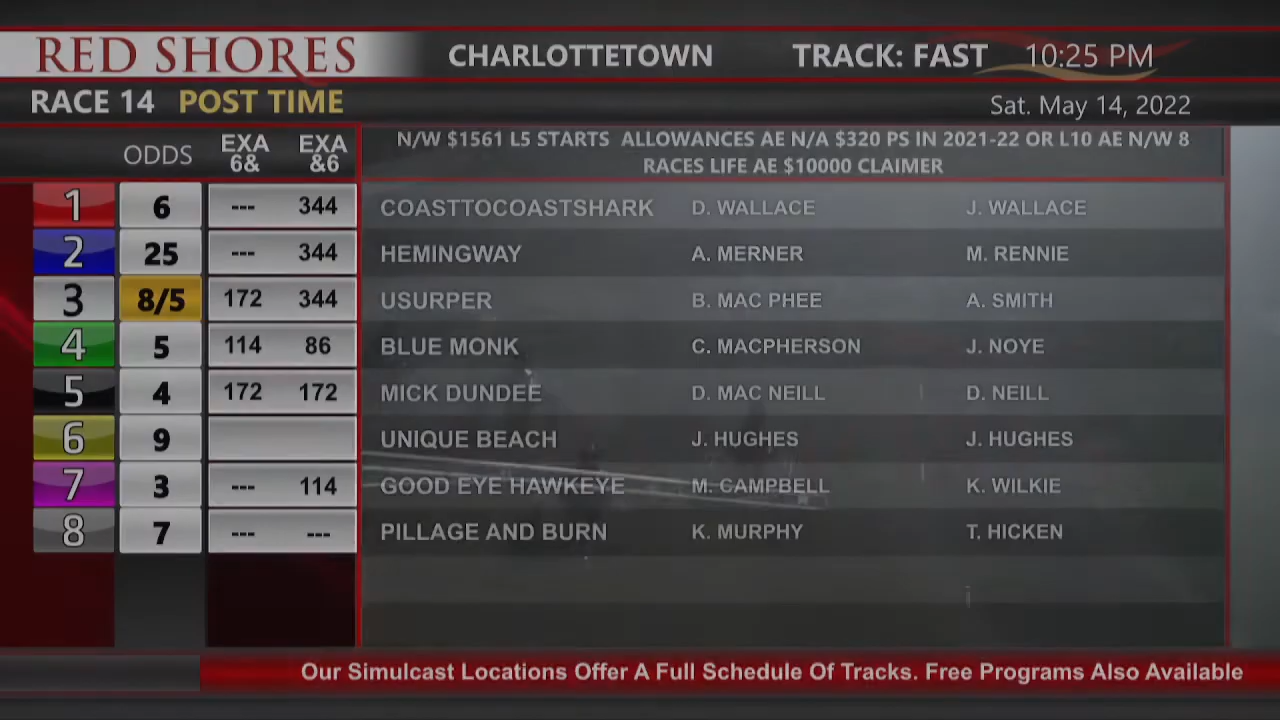 RED SHORES CHARLOTTETOWN TRACK: FAST 10:25 PM
RACE 14 POST TIME Sat. May 14, 2022
ODDS EXA 6& EXA &6
N/W $1561 L5 STARTS ALLOWANCES AE N/A $320 PS IN 2021-22 OR L10 AE N/W 8
RACES LIFE AE $10000 CLAIMER
1 6 --- 344 COASTTOCOASTSHARK D. WALLACE J. WALLACE
2 25 --- 344 HEMINGWAY A. MERNER M. RENNIE
3 8/5 172 344 USURPER B. MAC PHEE A. SMITH
4 5 114 86 BLUE MONK C. MACPHERSON J. NOYE
5 4 172 172 MICK DUNDEE D. MAC NEILL D. NEILL
6 9 UNIQUE BEACH J. HUGHES J. HUGHES
7 3 --- 114 GOOD EYE HAWKEYE M. CAMPBELL K. WILKIE
8 7 --- --- PILLAGE AND BURN K. MURPHY T. HICKEN
Our Simulcast Locations Offer A Full Schedule Of Tracks. Free Programs Also Available